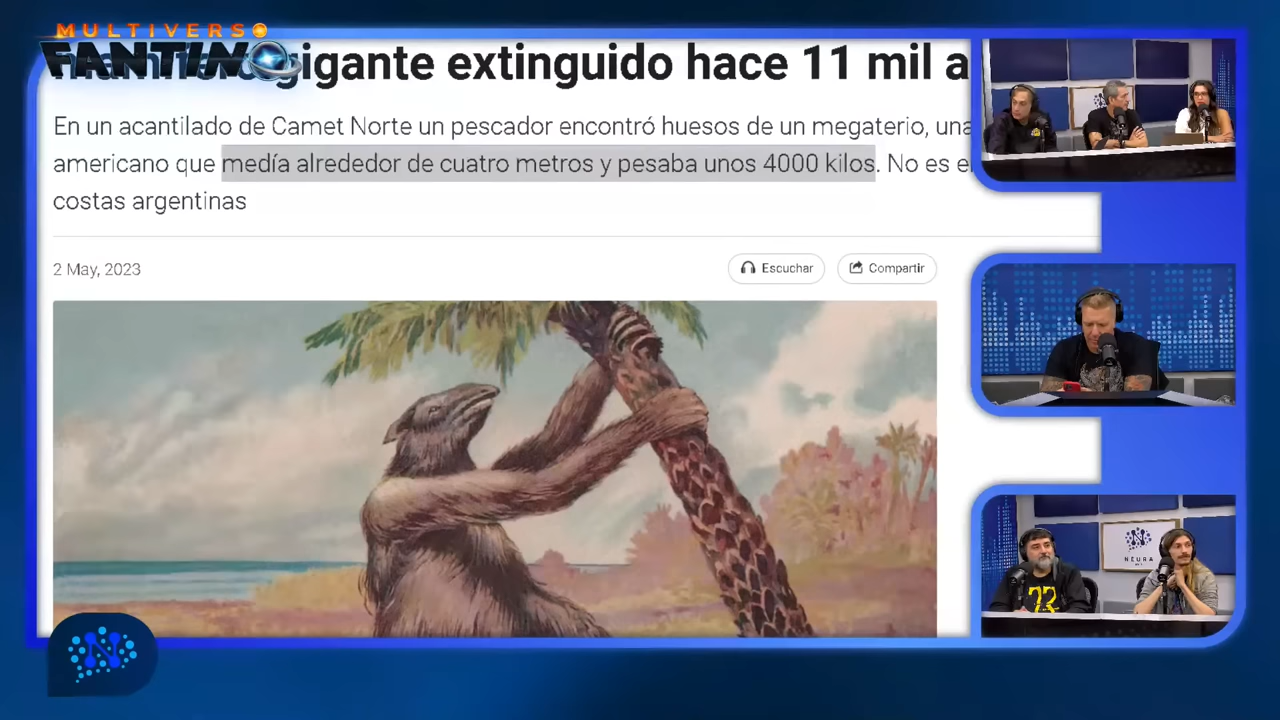 MULTIVERSO
FANTINO
gigante extinguido hace 11 mil a
En un acantilado de Camet Norte un pescador encontró huesos de un megaterio, una
americano que medía alrededor de cuatro metros y pesaba unos 4000 kilos. No es e
costas argentinas
2 May, 2023
Escuchar
Compartir
NEURA
23
N